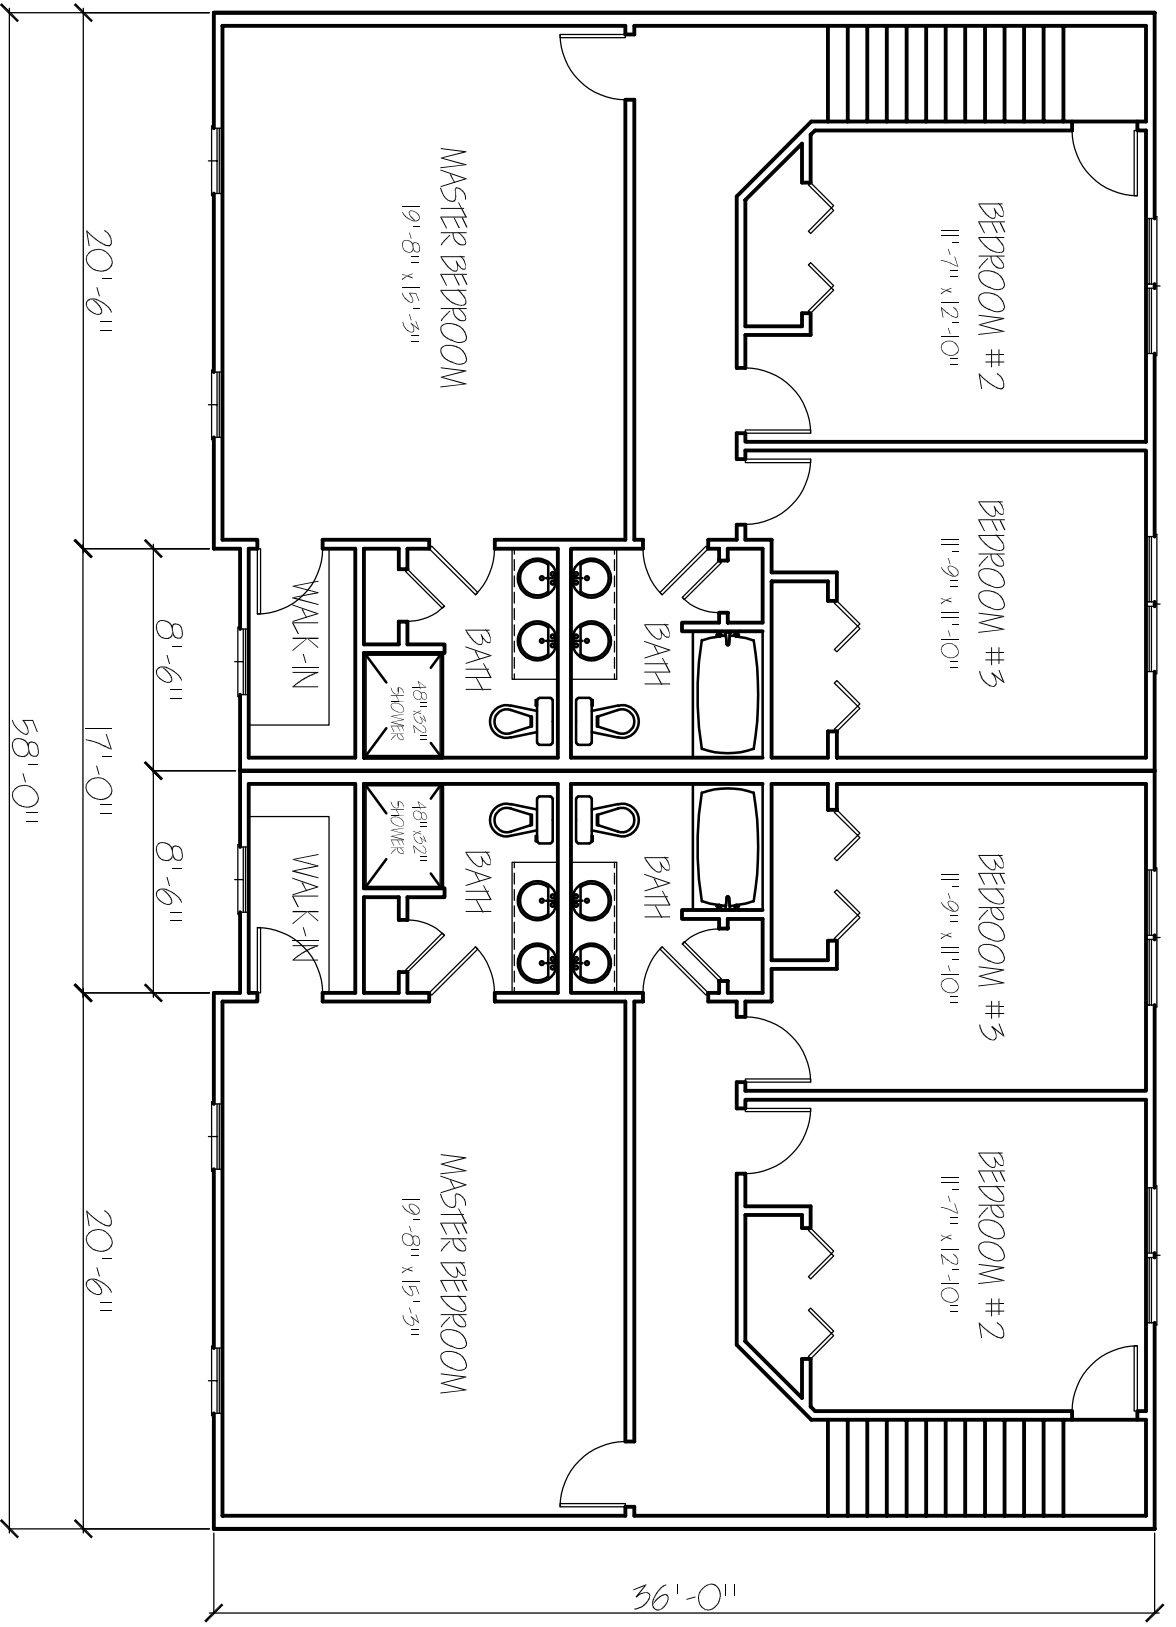 BEDROOM #2
11'-7" x 12'-10"
BEDROOM #3
11'-9" x 11'-10"
BEDROOM #3
11'-9" x 11'-10"
BEDROOM #2
11'-7" x 12'-10"
36'-0"
BATH
BATH
MASTER BEDROOM
19'-8" x 15'-3"
BATH
48"x32"
SHOWER
BATH
48"x32"
SHOWER
MASTER BEDROOM
19'-8" x 15'-3"
WALK-IN
WALK-IN
8'-6"
8'-6"
20'-6"
17'-0"
20'-6"
58'-0"